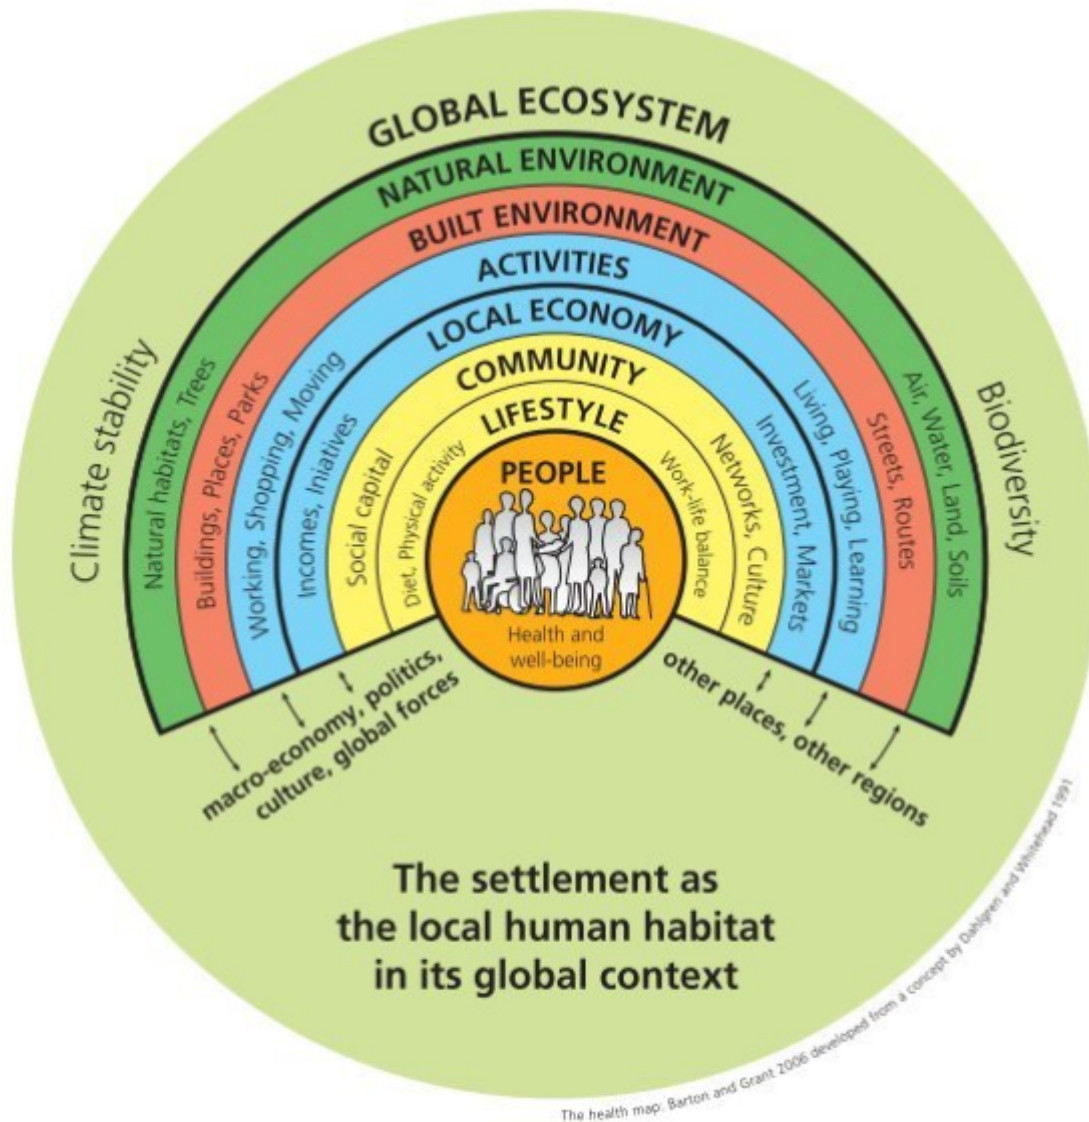 GLOBAL ECOSYSTEM
NATURAL ENVIRONMENT
BUILT ENVIRONMENT
ACTIVITIES
LOCAL ECONOMY
COMMUNITY
LIFESTYLE
PEOPLE
Health and
well-being
Climate stability
Natural habitats, Trees
Buildings, Places, Parks
Working, Shopping, Moving
Incomes, Iniatives
Social capital
Diet, Physical activity
Work-life balance
Networks, Culture
Investment, Markets
Living, Playing, Learning
Streets, Routes
Air, Water, Land, Soils
Biodiversity
macro-economy, politics,
culture, global forces
other places, other regions
The settlement as
the local human habitat
in its global context
The health map: Barton and Grant 2006 developed from a concept by Dahlgren and Whitehead 1991